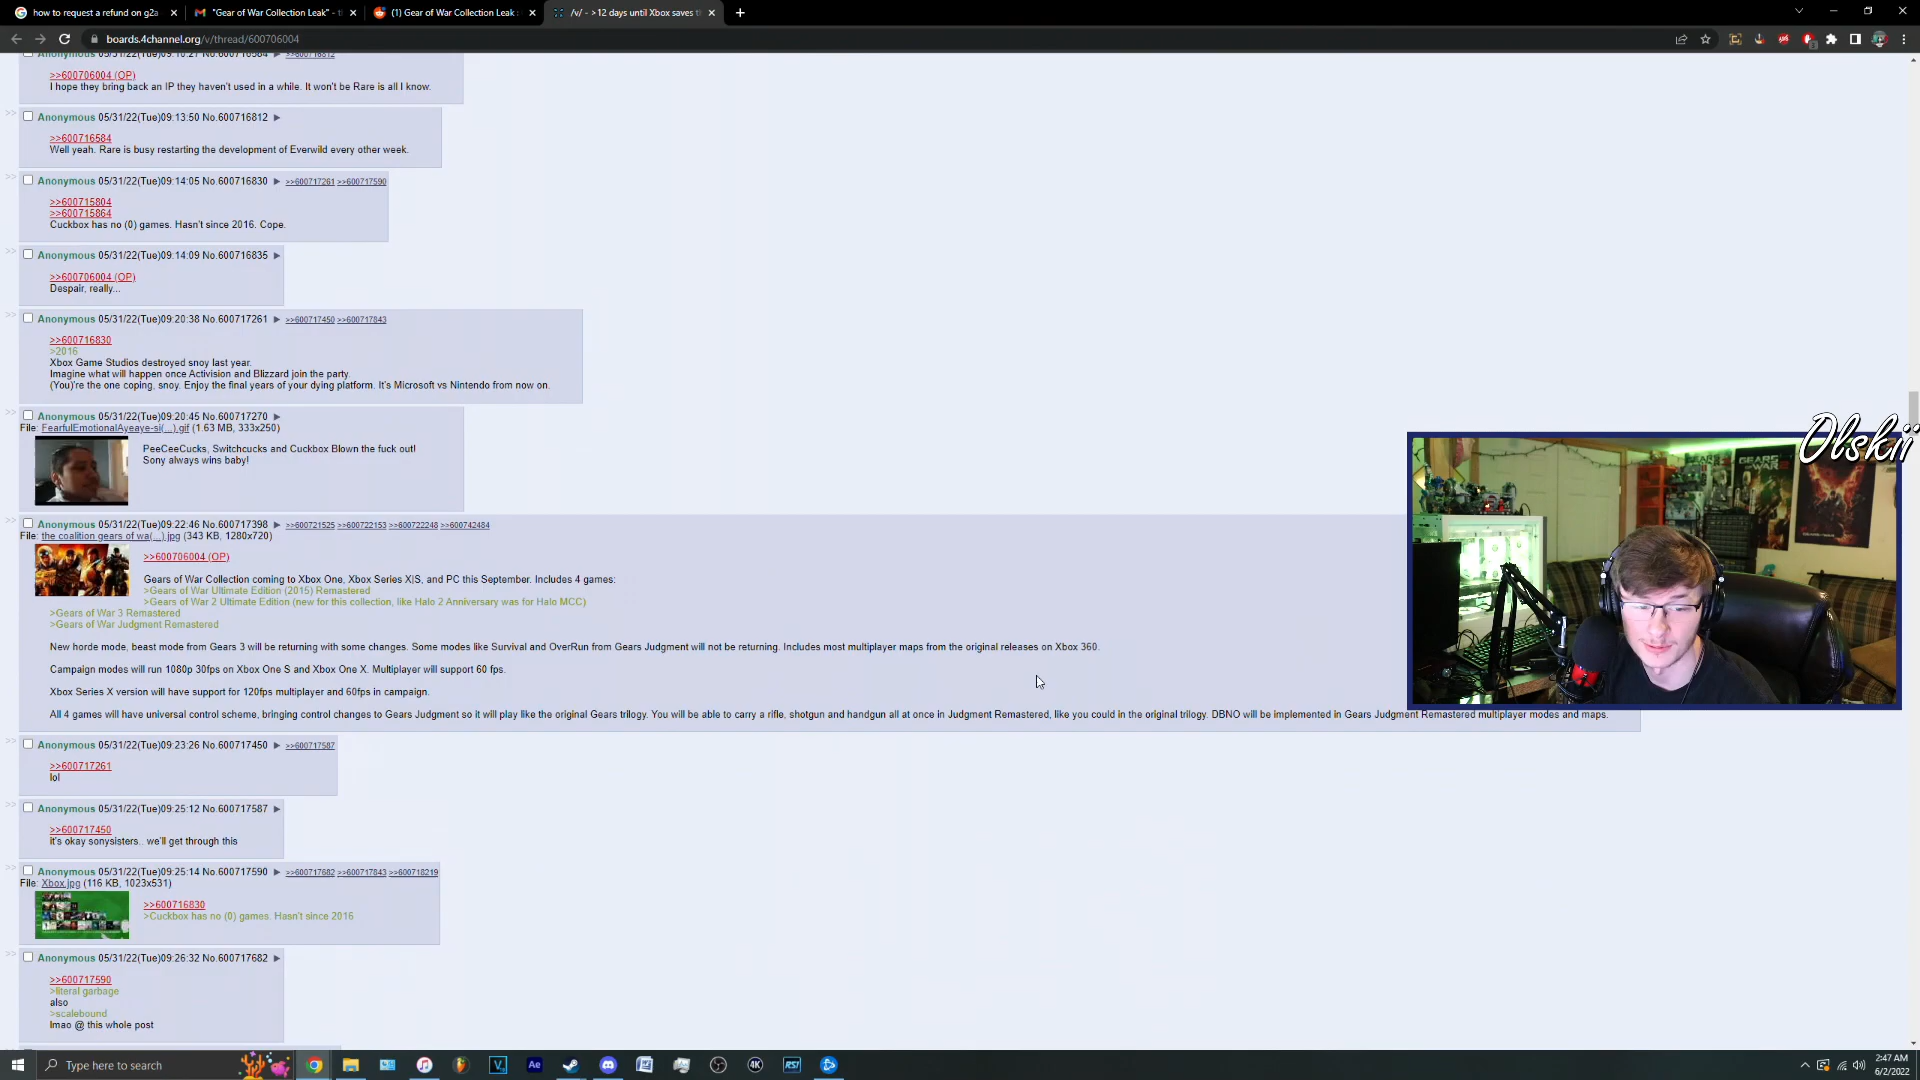 how to request a refund on g2a
"Gear of War Collection Leak" - t
(1) Gear of War Collection Leak
/v/ - >12 days until Xbox saves t
boards.4channel.org/v/thread/600706004
>>600706004 (OP)
I hope they bring back an IP they haven't used in a while. It won't be Rare is all I know.
>> Anonymous 05/31/22(Tue)09:13:50 No.600716812 ▶
>>600716584
Well yeah. Rare is busy restarting the development of Everwild every other week.
>> Anonymous 05/31/22(Tue)09:14:05 No.600716830 ▶ >>600717261 >>600717590
>>600715804
>>600715864
Cuckbox has no (0) games. Hasn't since 2016. Cope.
>> Anonymous 05/31/22(Tue)09:14:09 No.600716835 ▶
>>600706004 (OP)
Despair, really...
>> Anonymous 05/31/22(Tue)09:20:38 No.600717261 ▶ >>600717450 >>600717843
>>600716830
>2016
Xbox Game Studios destroyed snoy last year.
Imagine what will happen once Activision and Blizzard join the party.
(You)'re the one coping, snoy. Enjoy the final years of your dying platform. It's Microsoft vs Nintendo from now on.
>> Anonymous 05/31/22(Tue)09:20:45 No.600717270 ▶
File: FearfulEmotionalAyeaye-si(...).gif (1.63 MB, 333x250)
PeeCeeCucks, Switchcucks and Cuckbox Blown the fuck out!
Sony always wins baby!
Olskii
>> Anonymous 05/31/22(Tue)09:22:46 No.600717398 ▶ >>600721525 >>600722153 >>600722248 >>600742484
File: the coalition gears of wa(...).jpg (343 KB, 1280x720)
>>600706004 (OP)
Gears of War Collection coming to Xbox One, Xbox Series X|S, and PC this September. Includes 4 games:
>Gears of War Ultimate Edition (2015) Remastered
>Gears of War 2 Ultimate Edition (new for this collection, like Halo 2 Anniversary was for Halo MCC)
>Gears of War 3 Remastered
>Gears of War Judgment Remastered
New horde mode, beast mode from Gears 3 will be returning with some changes. Some modes like Survival and OverRun from Gears Judgment will not be returning. Includes most multiplayer maps from the original releases on Xbox 360.
Campaign modes will run 1080p 30fps on Xbox One S and Xbox One X. Multiplayer will support 60 fps.
Xbox Series X version will have support for 120fps multiplayer and 60fps in campaign.
All 4 games will have universal control scheme, bringing control changes to Gears Judgment so it will play like the original Gears trilogy. You will be able to carry a rifle, shotgun and handgun all at once in Judgment Remastered, like you could in the original trilogy. DBNO will be implemented in Gears Judgment Remastered multiplayer modes and maps.
>> Anonymous 05/31/22(Tue)09:23:26 No.600717450 ▶ >>600717587
>>600717261
lol
>> Anonymous 05/31/22(Tue)09:25:12 No.600717587 ▶
>>600717450
it's okay sonysisters.. we'll get through this
>> Anonymous 05/31/22(Tue)09:25:14 No.600717590 ▶ >>600717682 >>600717843 >>600718219
File: Xbox.jpg (116 KB, 1023x531)
>>600716830
>Cuckbox has no (0) games. Hasn't since 2016
>> Anonymous 05/31/22(Tue)09:26:32 No.600717682 ▶
>>600717590
>literal garbage
also
>scalebound
lmao @ this whole post
Type here to search
2:47 AM
6/2/2022